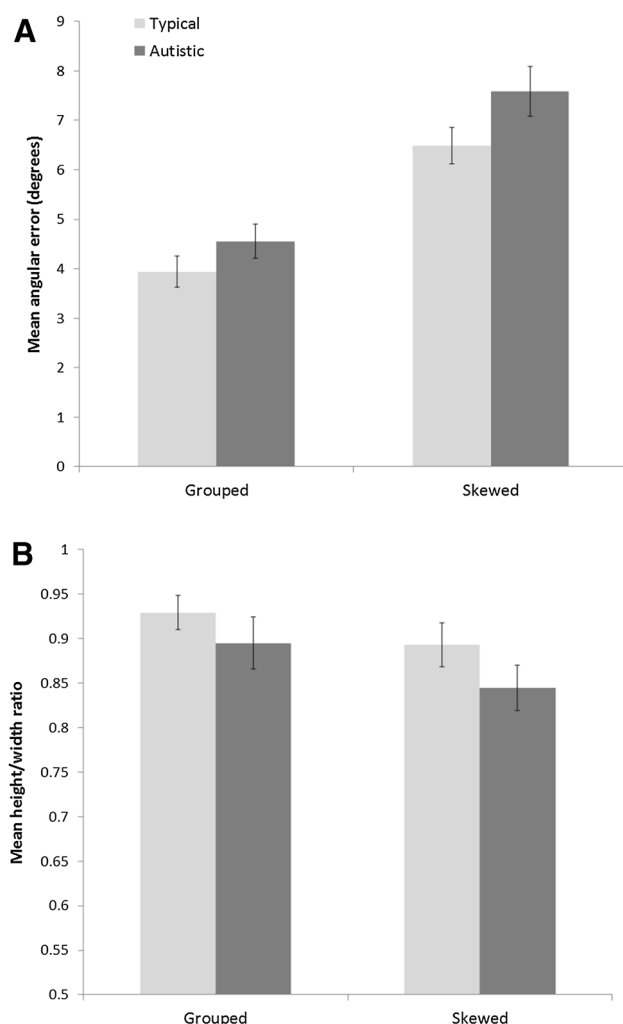 A
Typical
Autistic
Mean angular error (degrees)
9
8
7
6
5
4
3
2
1
0
Grouped
Skewed
B
Mean height/width ratio
1
0.95
0.9
0.85
0.8
0.75
0.7
0.65
0.6
0.55
0.5
Grouped
Skewed